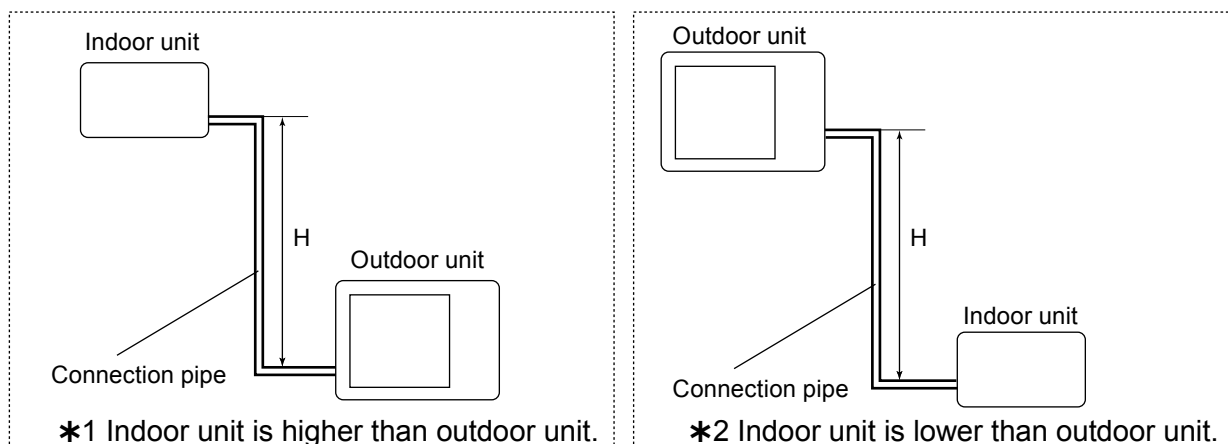 Indoor unit
H
Outdoor unit
Connection pipe
✱1 Indoor unit is higher than outdoor unit.
Outdoor unit
H
Indoor unit
Connection pipe
✱2 Indoor unit is lower than outdoor unit.